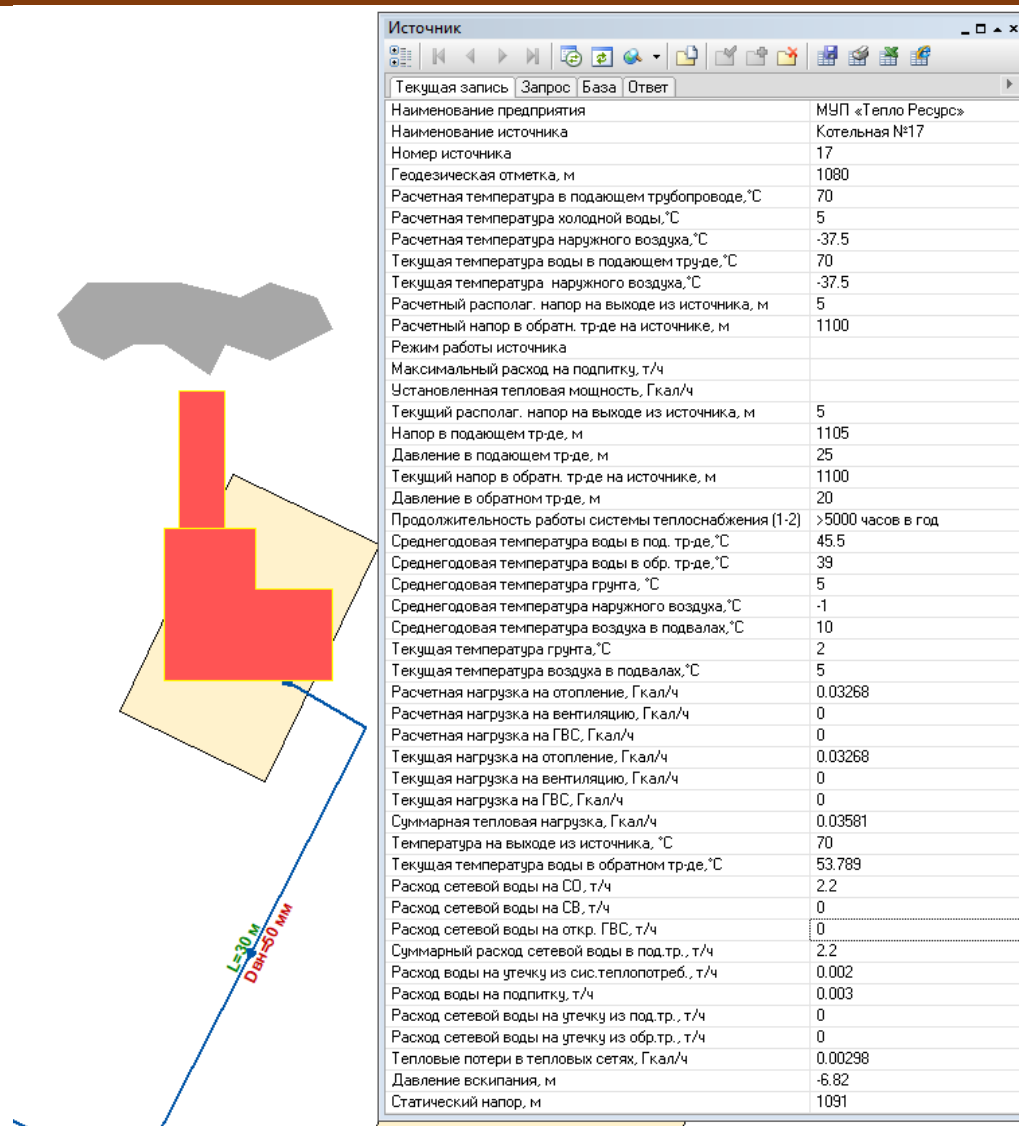 Источник
Текущая запись Запрос База Ответ
Наименование предприятия МУП «Тепло Ресурс»
Наименование источника Котельная №17
Номер источника 17
Геодезическая отметка, м 1080
Расчетная температура в подающем трубопроводе,°C 70
Расчетная температура холодной воды,°C 5
Расчетная температура наружного воздуха,°C -37.5
Текущая температура воды в подающем тру-де,°C 70
Текущая температура наружного воздуха,°C -37.5
Расчетный располаг. напор на выходе из источника, м 5
Расчетный напор в обратн. тр-де на источнике, м 1100
Режим работы источника
Максимальный расход на подпитку, т/ч
Установленная тепловая мощность, Гкал/ч
Текущий располаг. напор на выходе из источника, м 5
Напор в подающем тр-де, м 1105
Давление в подающем тр-де, м 25
Текущий напор в обратн. тр-де на источнике, м 1100
Давление в обратном тр-де, м 20
Продолжительность работы системы теплоснабжения (1-2) >5000 часов в год
Среднегодовая температура воды в под. тр-де,°C 45.5
Среднегодовая температура воды в обр. тр-де,°C 39
Среднегодовая температура грунта, °C 5
Среднегодовая температура наружного воздуха,°C -1
Среднегодовая температура воздуха в подвалах,°C 10
Текущая температура грунта,°C 2
Текущая температура воздуха в подвалах,°C 5
Расчетная нагрузка на отопление, Гкал/ч 0.03268
Расчетная нагрузка на вентиляцию, Гкал/ч 0
Расчетная нагрузка на ГВС, Гкал/ч 0
Текущая нагрузка на отопление, Гкал/ч 0.03268
Текущая нагрузка на вентиляцию, Гкал/ч 0
Текущая нагрузка на ГВС, Гкал/ч 0
Суммарная тепловая нагрузка, Гкал/ч 0.03581
Температура на выходе из источника, °C 70
Текущая температура воды в обратном тр-де,°C 53.789
Расход сетевой воды на СО, т/ч 2.2
Расход сетевой воды на СВ, т/ч 0
Расход сетевой воды на откр. ГВС, т/ч 0
Суммарный расход сетевой воды в под.тр., т/ч 2.2
Расход воды на утечку из сис.теплопотреб., т/ч 0.002
Расход воды на подпитку, т/ч 0.003
Расход сетевой воды на утечку из под.тр., т/ч 0
Расход сетевой воды на утечку из обр.тр., т/ч 0
Тепловые потери в тепловых сетях, Гкал/ч 0.00298
Давление вскипания, м -6.82
Статический напор, м 1091
L=30 м
Dвн=50 мм